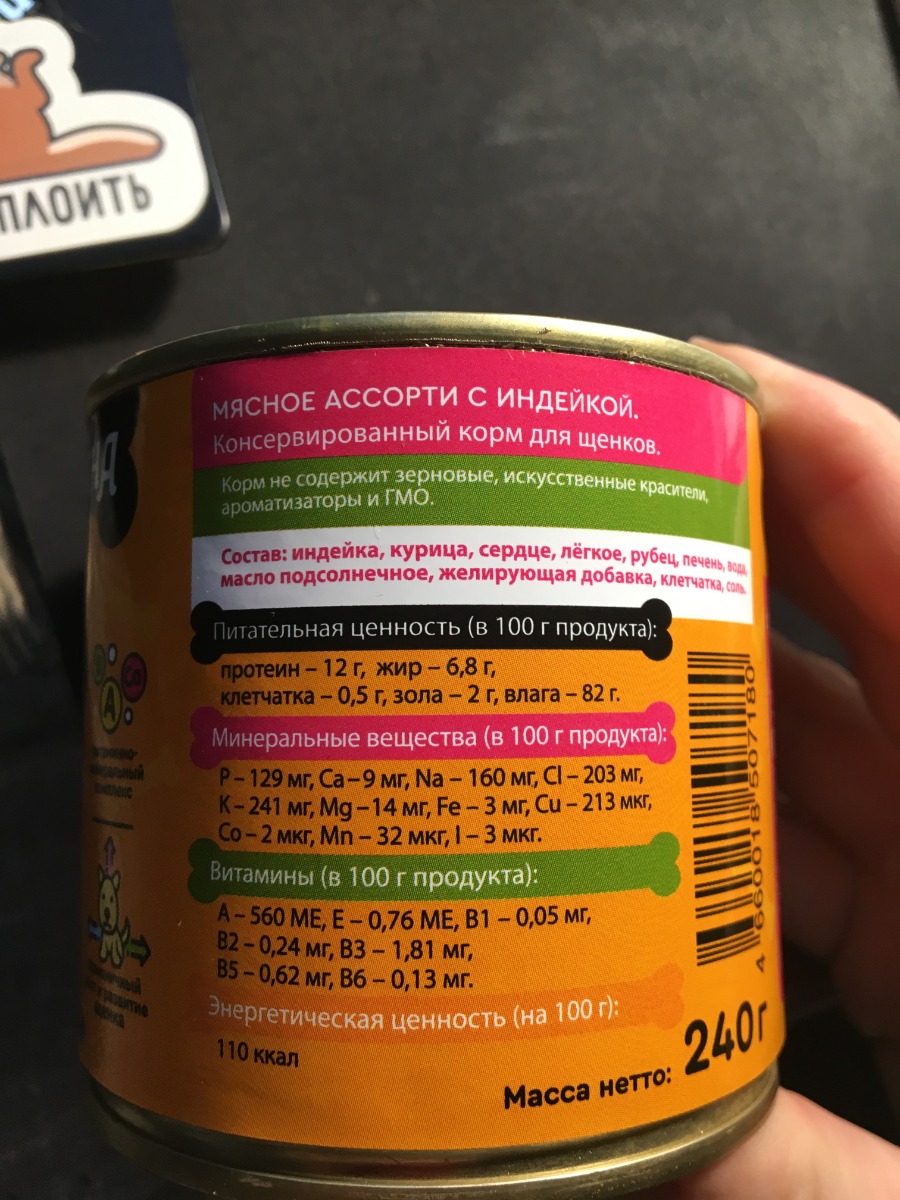 ПЛОИТЬ
МЯСНОЕ АССОРТИ С ИНДЕЙКОЙ.
Консервированный корм для щенков.
Корм не содержит зерновые, искусственные красители,
ароматизаторы и ГМО.
Состав: индейка, курица, сердце, лёгкое, рубец, печень, вода,
масло подсолнечное, желирующая добавка, клетчатка, соль.
Питательная ценность (в 100 г продукта):
протеин – 12 г, жир – 6,8 г,
клетчатка – 0,5 г, зола – 2 г, влага – 82 г.
Минеральные вещества (в 100 г продукта):
P – 129 мг, Ca – 9 мг, Na – 160 мг, Cl – 203 мг,
K – 241 мг, Mg – 14 мг, Fe – 3 мг, Cu – 213 мкг,
Co – 2 мкг, Mn – 32 мкг, I – 3 мкг.
Витамины (в 100 г продукта):
A – 560 МЕ, E – 0,76 МЕ, B1 – 0,05 мг,
B2 – 0,24 мг, B3 – 1,81 мг,
B5 – 0,62 мг, B6 – 0,13 мг.
Энергетическая ценность (на 100 г):
110 ккал
Масса нетто: 240 г
4 660018 507180
A
Ca